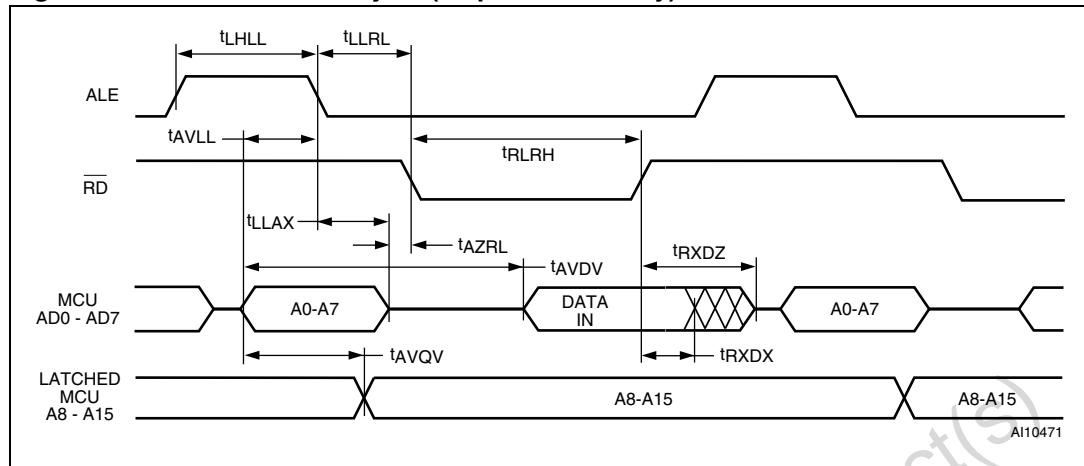 tLHLL
tLLRL
ALE
tAVLL
tRLRH
RD
tLLAX
tAZRL
tRXDZ
tAVDV
MCU
AD0 - AD7
A0-A7
DATA
IN
A0-A7
tAVQV
tRXDX
LATCHED
MCU
A8 - A15
A8-A15
A8-A15
AI10471
ct(s)